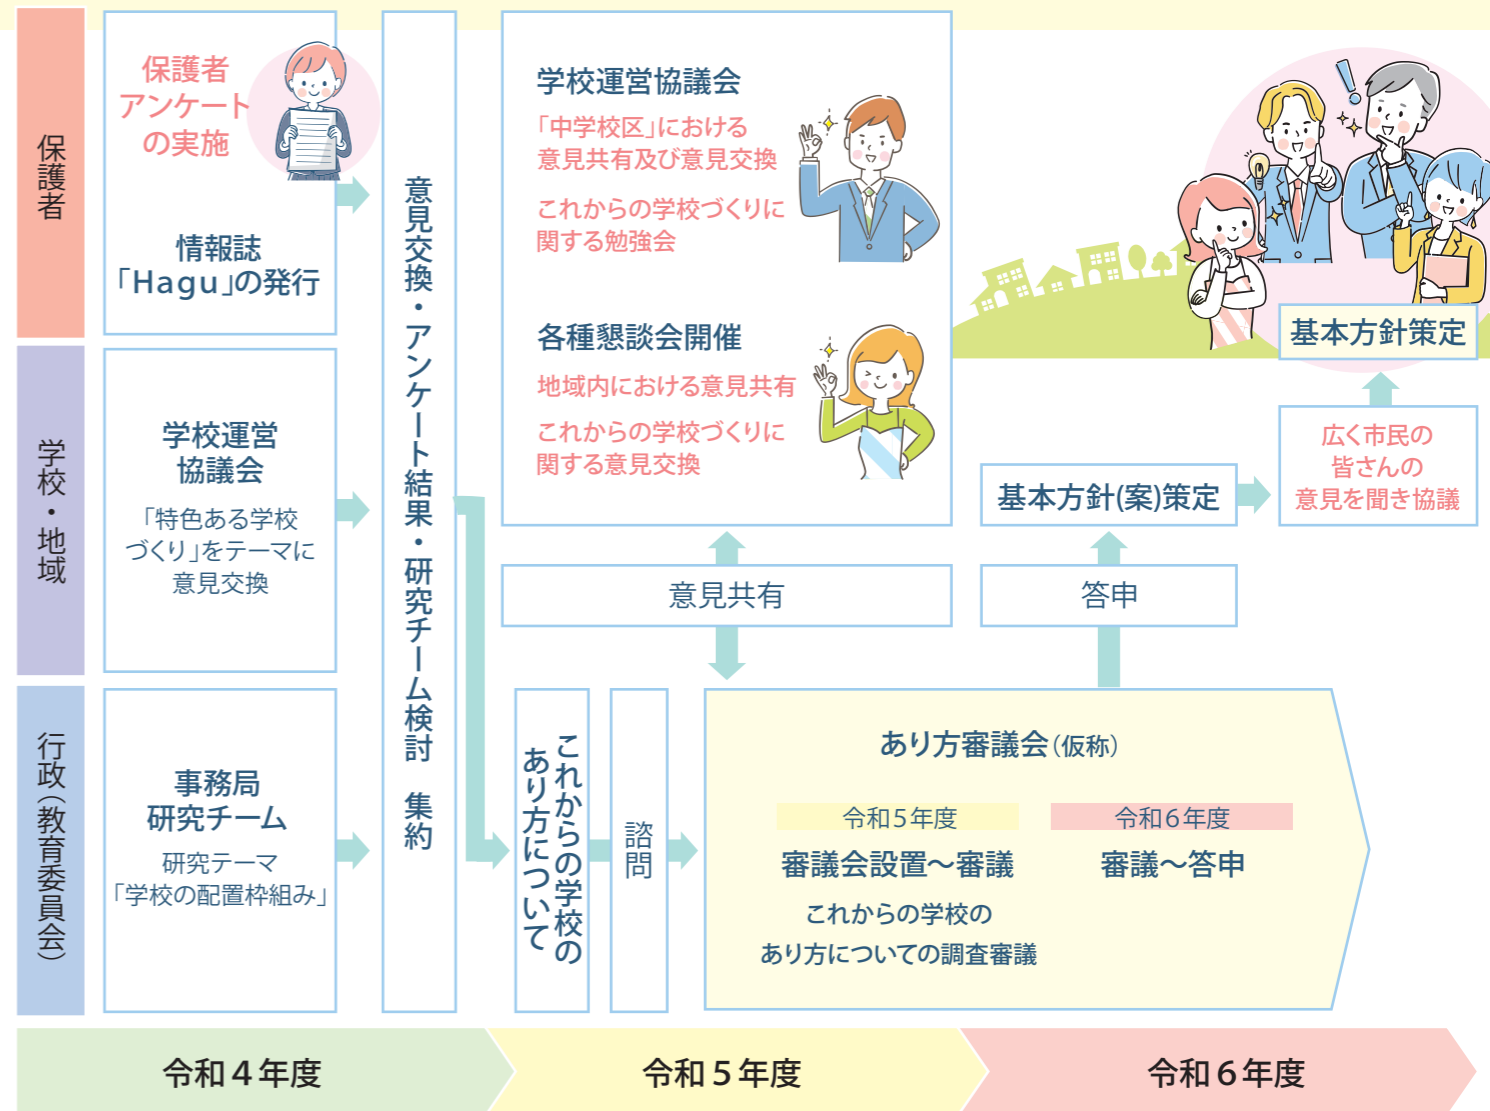 保護者
保護者
アンケート
の実施
情報誌
「Hagu」の発行
学校・地域
学校運営
協議会
「特色ある学校
づくり」をテーマに
意見交換
行政（教育委員会）
事務局
研究チーム
研究テーマ
「学校の配置枠組み」
意見交換・アンケート結果・研究チーム検討　集約
学校運営協議会
「中学校区」における
意見共有及び意見交換
これからの学校づくりに
関する勉強会
各種懇談会開催
地域内における意見共有
これからの学校づくりに
関する意見交換
意見共有
これからの学校の
あり方について
諮問
あり方審議会（仮称）
令和５年度
審議会設置～審議
これからの学校の
あり方についての調査審議
令和６年度
審議～答申
答申
基本方針(案)策定
広く市民の
皆さんの
意見を聞き協議
基本方針策定
令和４年度
令和５年度
令和６年度